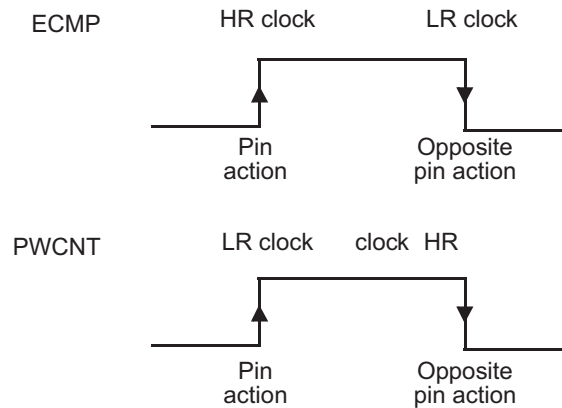 ECMP HR clock LR clock
Pin action Opposite pin action
PWCNT LR clock clock HR
Pin action Opposite pin action